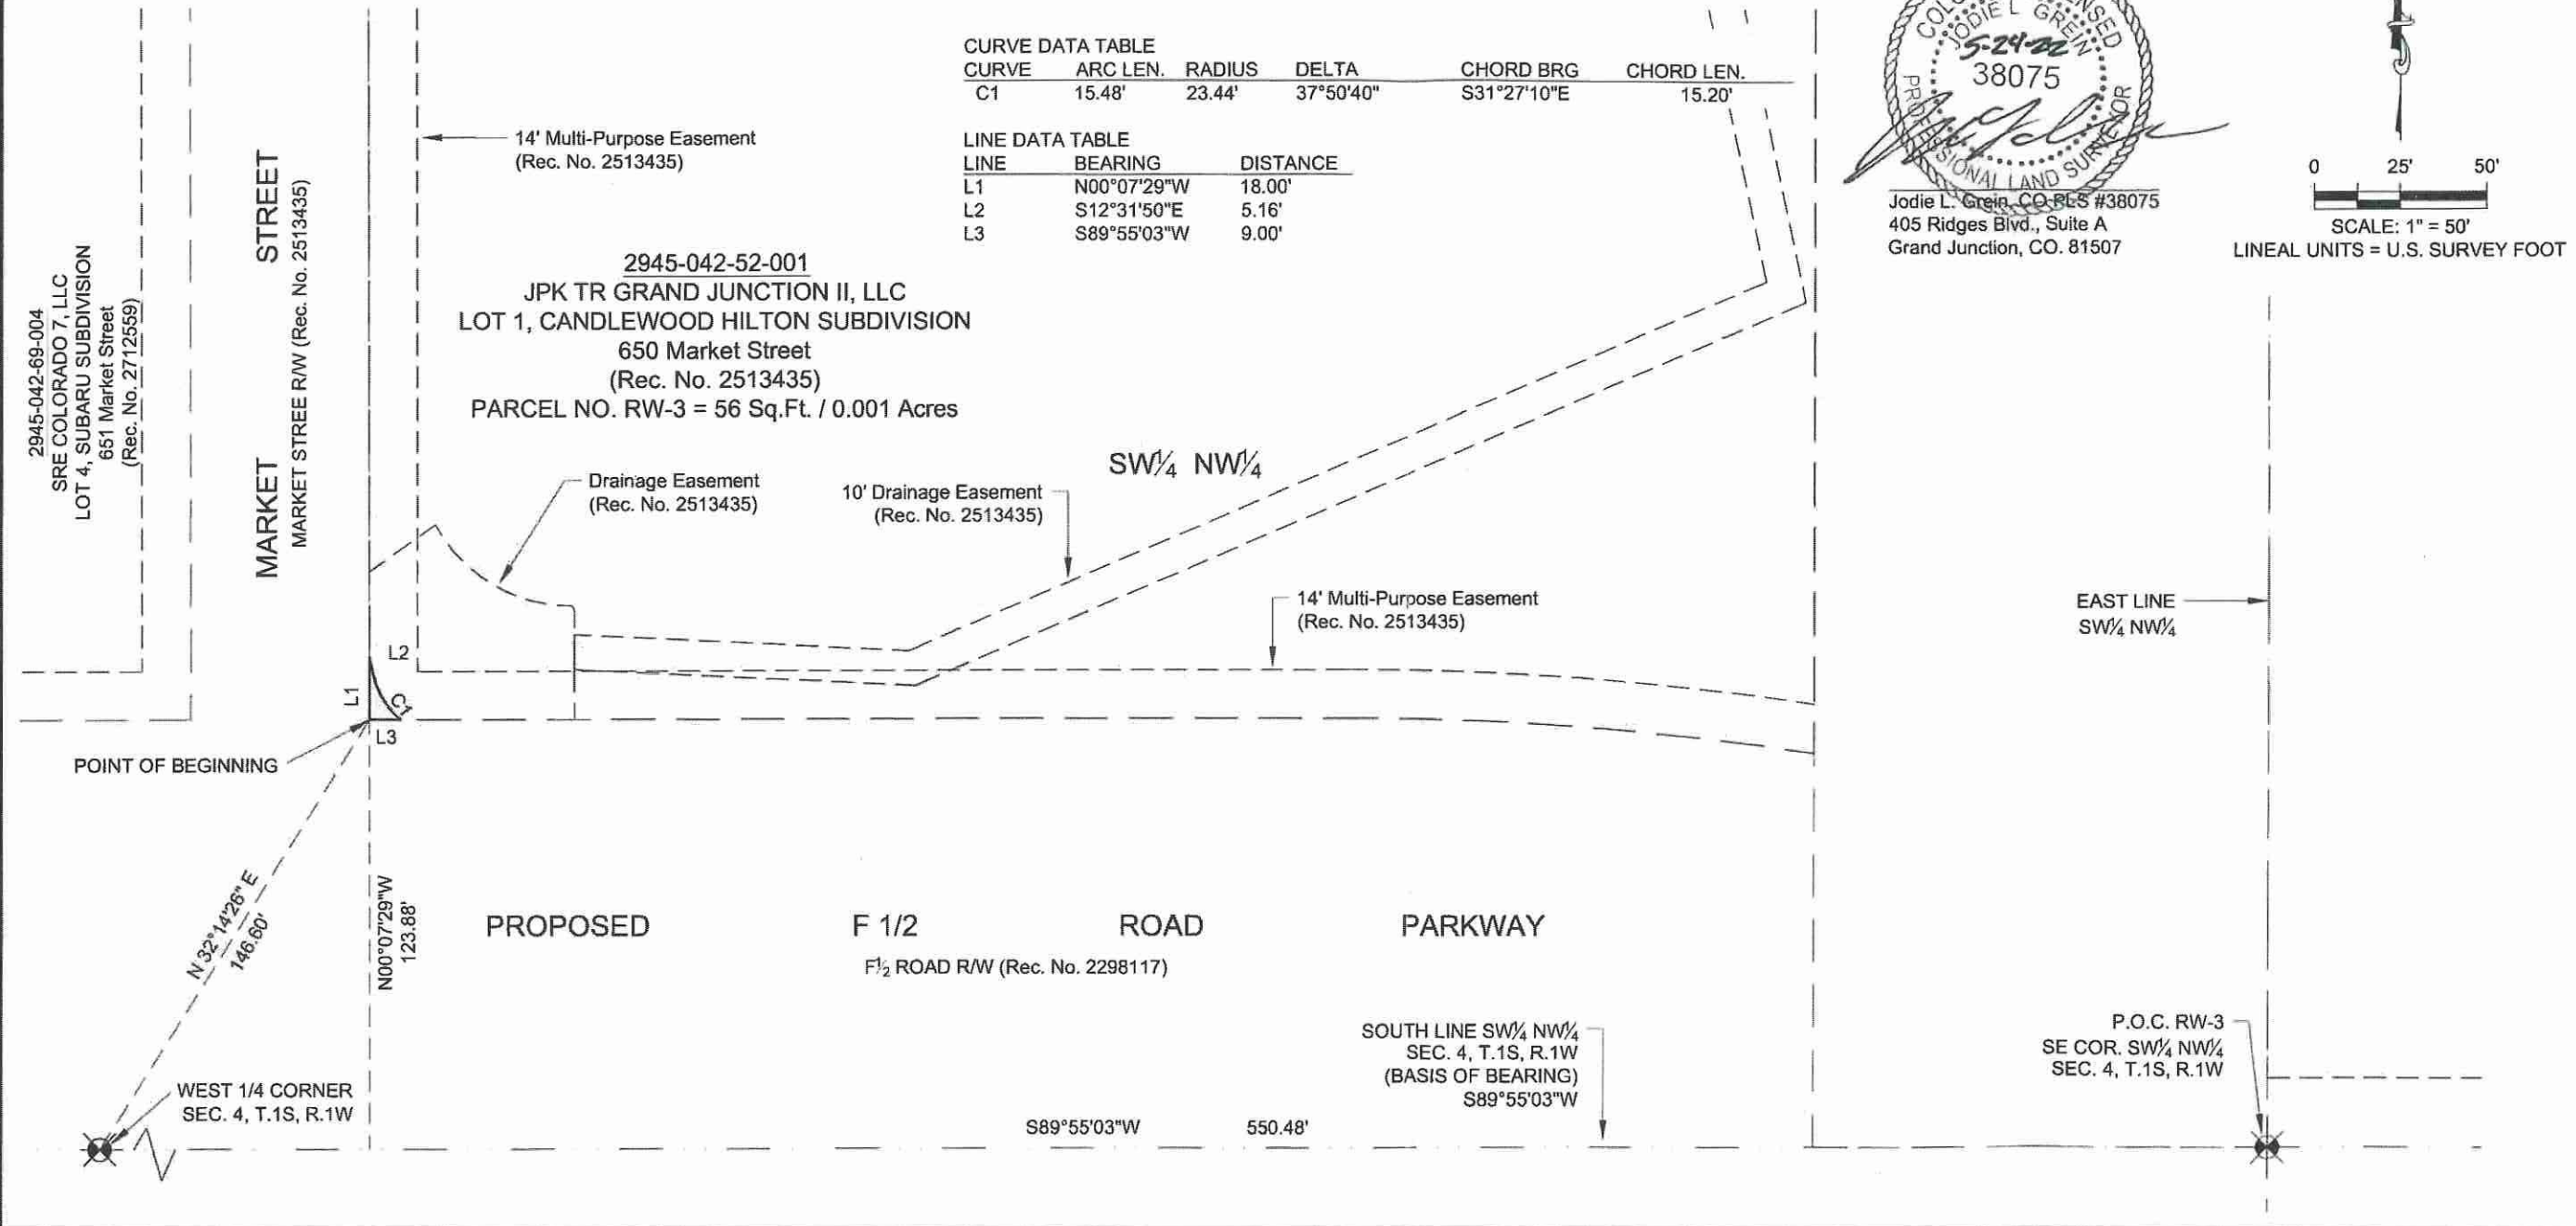 CURVE DATA TABLE
CURVE ARC LEN. RADIUS DELTA CHORD BRG CHORD LEN.
C1 15.48' 23.44' 37°50'40" S31°27'10"E 15.20'
LINE DATA TABLE
LINE BEARING DISTANCE
L1 N00°07'29"W 18.00'
L2 S12°31'50"E 5.16'
L3 S89°55'03"W 9.00'
JODIE L GREIN
5-24-22
38075
PROFESSIONAL LAND SURVEYOR
Jodie L. Grein, CO PLS #38075
405 Ridges Blvd., Suite A
Grand Junction, CO. 81507
0 25' 50'
SCALE: 1" = 50'
LINEAL UNITS = U.S. SURVEY FOOT
14' Multi-Purpose Easement
(Rec. No. 2513435)
2945-042-69-004
SRE COLORADO 7, LLC
LOT 4, SUBARU SUBDIVISION
651 Market Street
(Rec. No. 2712559)
MARKET STREET
MARKET STREE R/W (Rec. No. 2513435)
2945-042-52-001
JPK TR GRAND JUNCTION II, LLC
LOT 1, CANDLEWOOD HILTON SUBDIVISION
650 Market Street
(Rec. No. 2513435)
PARCEL NO. RW-3 = 56 Sq.Ft. / 0.001 Acres
SW¼ NW¼
Drainage Easement
(Rec. No. 2513435)
10' Drainage Easement
(Rec. No. 2513435)
14' Multi-Purpose Easement
(Rec. No. 2513435)
EAST LINE
SW¼ NW¼
L2
L1
C1
L3
POINT OF BEGINNING
N 32°14'26" E
146.60'
N00°07'29"W
123.88'
PROPOSED F 1/2 ROAD PARKWAY
F½ ROAD R/W (Rec. No. 2298117)
SOUTH LINE SW¼ NW¼
SEC. 4, T.1S, R.1W
(BASIS OF BEARING)
S89°55'03"W
P.O.C. RW-3
SE COR. SW¼ NW¼
SEC. 4, T.1S, R.1W
WEST 1/4 CORNER
SEC. 4, T.1S, R.1W
S89°55'03"W 550.48'